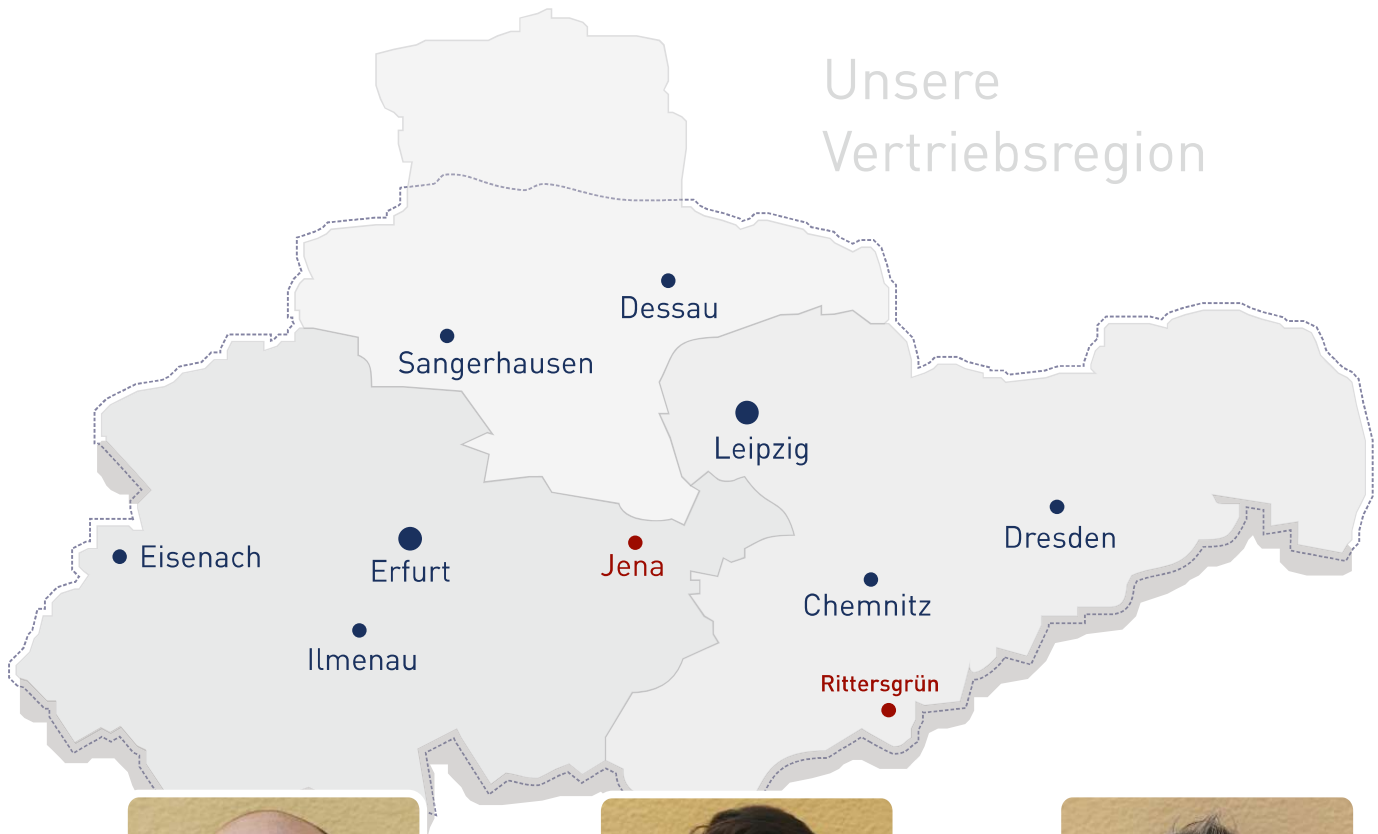 Unsere
Vertriebsregion
Dessau
Sangerhausen
Leipzig
Dresden
Eisenach
Erfurt
Jena
Chemnitz
Ilmenau
Rittersgrün